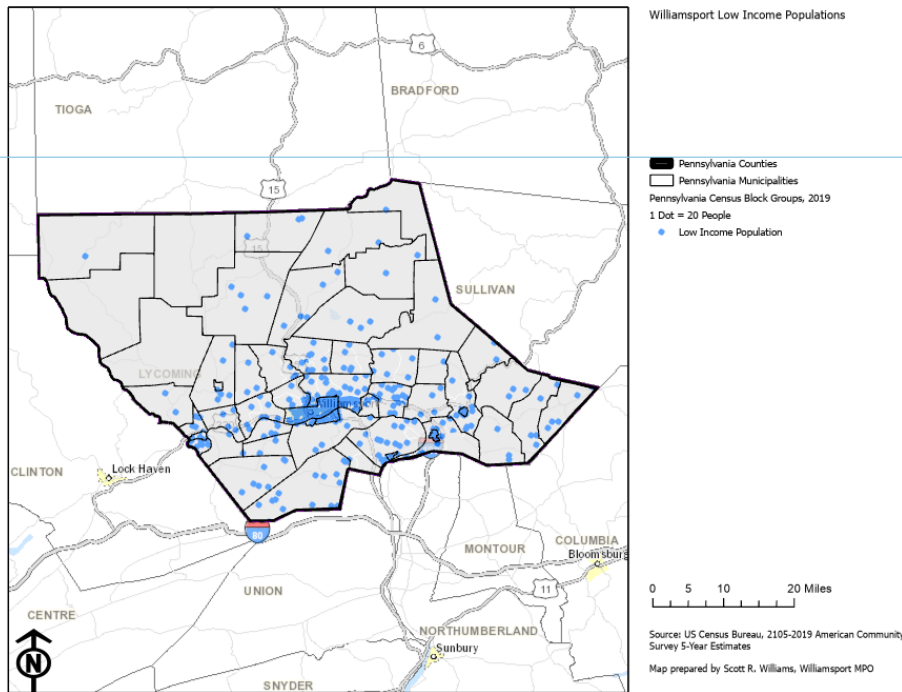 Williamsport Low Income Populations
6
BRADFORD
TIOGA
Pennsylvania Counties
Pennsylvania Municipalities
15
Pennsylvania Census Block Groups, 2019
1 Dot = 20 People
Low Income Population
15
SULLIVAN
LYCOMING
Williamsport
CLINTON
Lock Haven
80
MONTOUR
COLUMBIA
Bloomsburg
UNION
11
0 5 10 20 Miles
CENTRE
NORTHUMBERLAND
Sunbury
N
SNYDER
Source: US Census Bureau, 2105-2019 American Community
Survey 5-Year Estimates
Map prepared by Scott R. Williams, Williamsport MPO